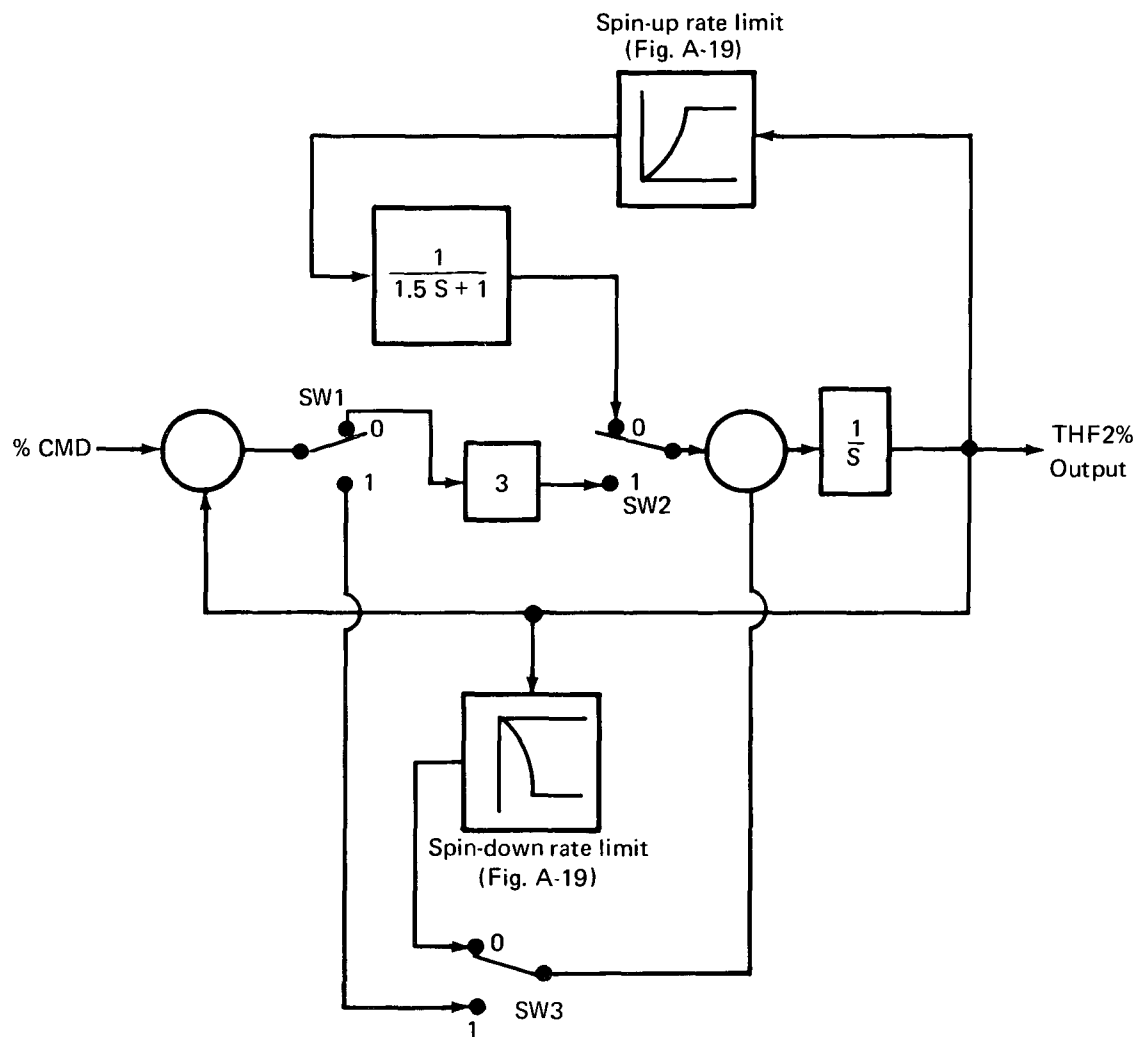 Spin-up rate limit
(Fig. A-19)
1
1.5 S + 1
SW1
0
% CMD
1
3
0
1
SW2
1
S
THF2%
Output
Spin-down rate limit
(Fig. A-19)
0
SW3
1